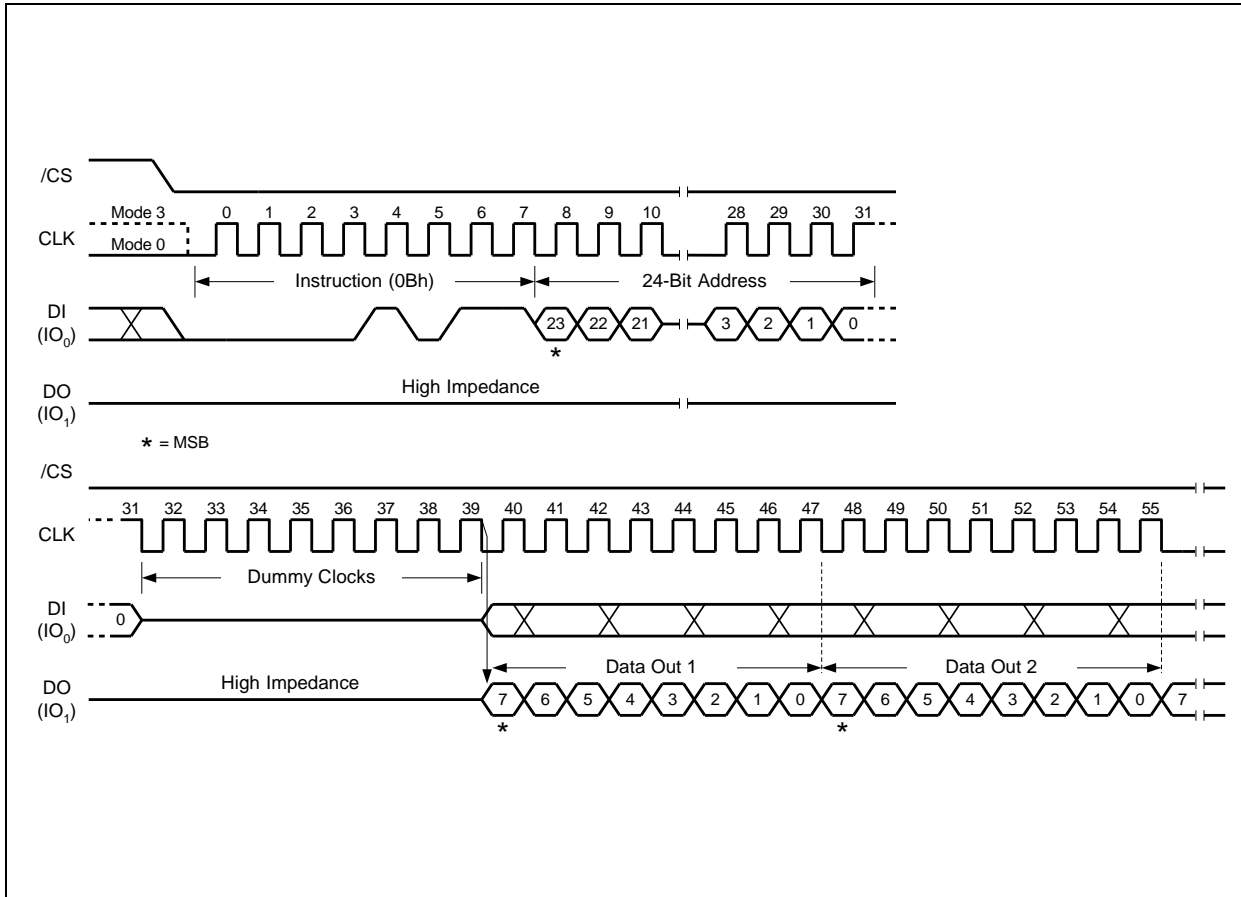 /CS
Mode 3 0 1 2 3 4 5 6 7 8 9 10 28 29 30 31
CLK
Mode 0
Instruction (0Bh) 24-Bit Address
DI
(IO0) 23 22 21 3 2 1 0
*
High Impedance
DO
(IO1)
* = MSB
/CS
31 32 33 34 35 36 37 38 39 40 41 42 43 44 45 46 47 48 49 50 51 52 53 54 55
CLK
Dummy Clocks
DI
(IO0) 0
Data Out 1 Data Out 2
High Impedance
DO
(IO1) 7 6 5 4 3 2 1 0 7 6 5 4 3 2 1 0 7
* *